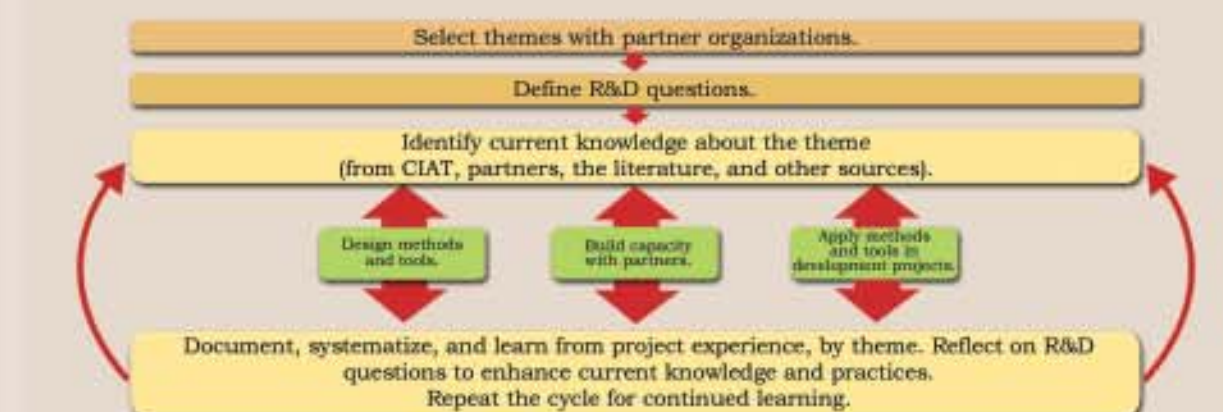 Select themes with partner organizations.
Define R&D questions.
Identify current knowledge about the theme
(from CIAT, partners, the literature, and other sources).
Design methods
and tools.
Build capacity
with partners.
Apply methods
and tools in
development projects.
Document, systematize, and learn from project experience, by theme. Reflect on R&D
questions to enhance current knowledge and practices.
Repeat the cycle for continued learning.